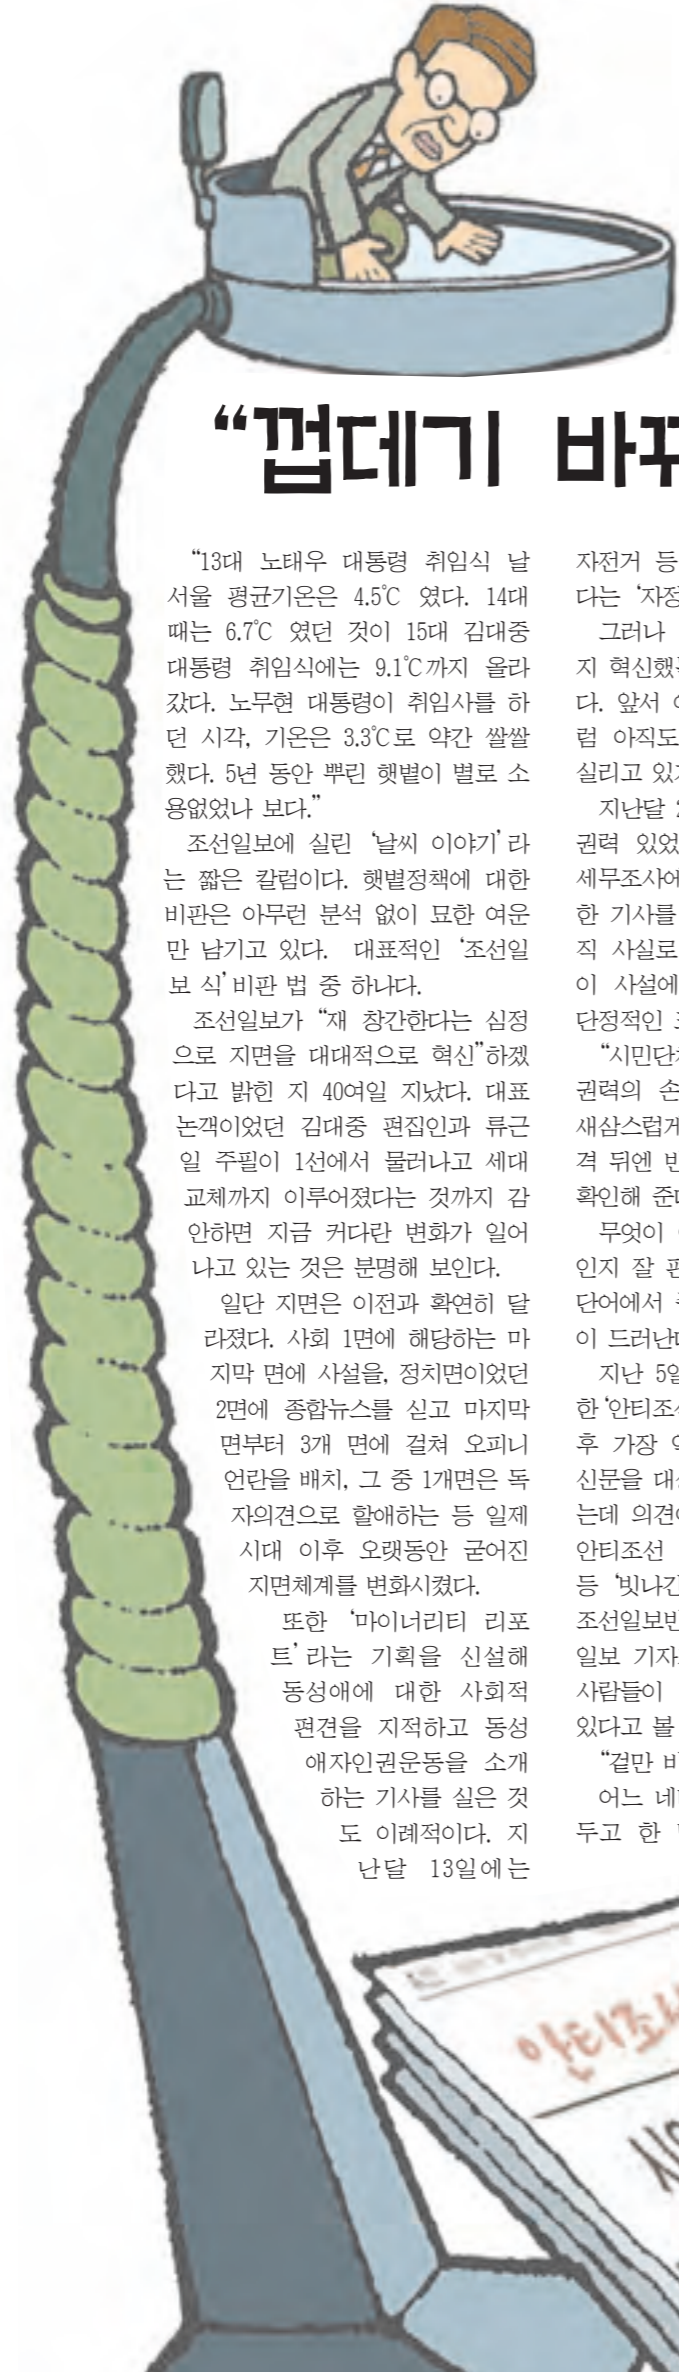 “껍데기 바꾸
“13대 노태우 대통령 취임식 날
서울 평균기온은 4.5℃ 였다. 14대
때는 6.7℃ 였던 것이 15대 김대중
대통령 취임식에는 9.1℃까지 올라
갔다. 노무현 대통령이 취임사를 하
던 시각, 기온은 3.3℃로 약간 쌀쌀
했다. 5년 동안 뿌린 햇볕이 별로 소
용없었나 보다.”
조선일보에 실린 ‘날씨 이야기’라
는 짧은 칼럼이다. 햇볕정책에 대한
비판은 아무런 분석 없이 묘한 여운
만 남기고 있다. 대표적인 ‘조선일
보 식’비판 법 중 하나다.
조선일보가 “재 창간한다는 심정
으로 지면을 대대적으로 혁신”하겠
다고 밝힌 지 40여일 지났다. 대표
논객이었던 김대중 편집인과 류근
일 주필이 1선에서 물러나고 세대
교체까지 이루어졌다는 것까지 감
안하면 지금 커다란 변화가 일어
나고 있는 것은 분명해 보인다.
일단 지면은 이전과 확연히 달
라졌다. 사회 1면에 해당하는 마
지막 면에 사설을, 정치면이었던
2면에 종합뉴스를 싣고 마지막
면부터 3개 면에 걸쳐 오피니
언란을 배치, 그 중 1개면은 독
자의견으로 할애하는 등 일제
시대 이후 오랫동안 굳어진
지면체계를 변화시켰다.
또한 ‘마이너리티 리포
트’라는 기획을 신설해
동성애에 대한 사회적
편견을 지적하고 동성
애자인권운동을 소개
하는 기사를 실은 것
도 이례적이다. 지
난달 13일에는
자전거 등
다는 ‘자정
그러나
지 혁신했
다. 앞서
럼 아직도
실리고 있
지난달
권력 있었
세무조사에
한 기사를
직 사실로
이 사설에
단정적인
“시민단체
권력의 손
새삼스럽게
격 뒤엔
확인해 준
무엇이
인지 잘
단어에서
이 드러난다
지난 5일
한‘안티조선
후 가장
신문을
는데 의견이
안티조선
등 ‘빗나간
조선일보반
일보 기자
사람들이
있다고 볼
“겉만
어느
두고 한
안티조선